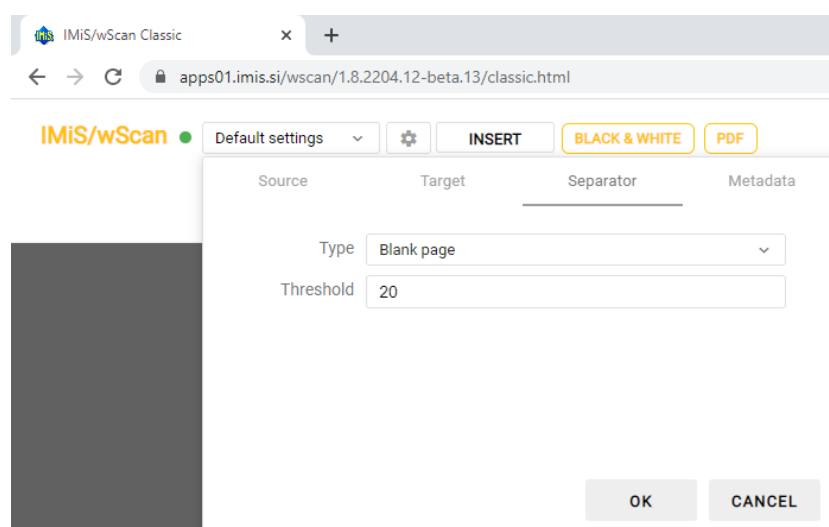 IMiS/wScan Classic
apps01.imis.si/wscan/1.8.2204.12-beta.13/classic.html
IMiS/wScan Default settings INSERT BLACK & WHITE PDF
Source Target Separator Metadata
Type Blank page
Threshold 20
OK CANCEL